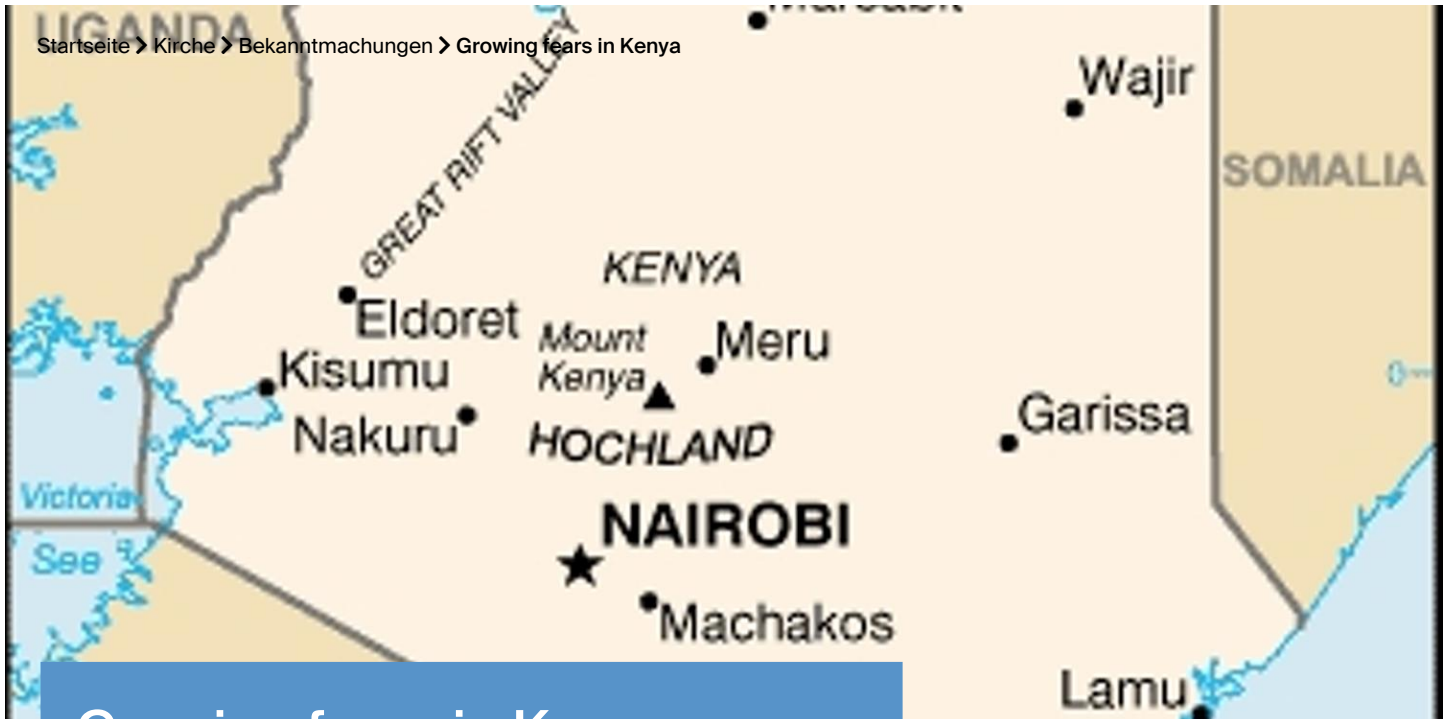 UGANDA
Startseite > Kirche > Bekanntmachungen > Growing fears in Kenya
Wajir
GREAT RIFT VALLEY
SOMALIA
KENYA
Eldoret
Mount
Kenya
Meru
Kisumu
0
Garissa
Nakuru
HOCHLAND
Victoria
See
NAIROBI
Machakos
Lamu